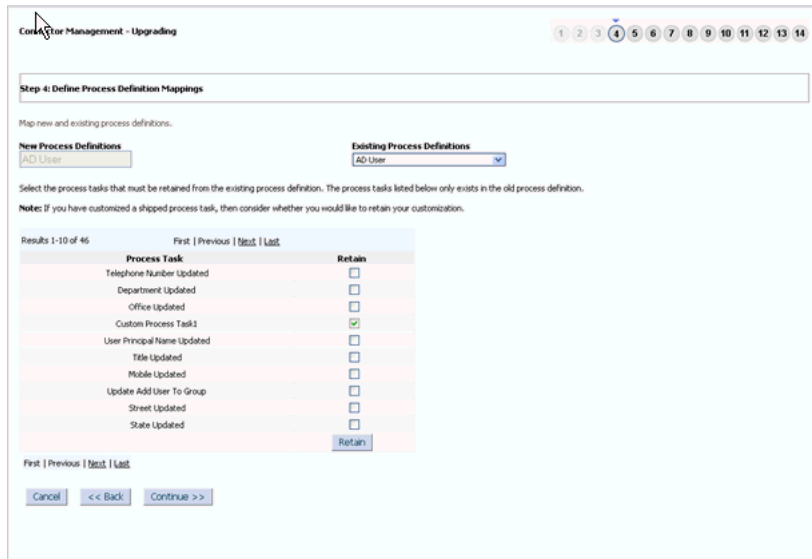 Connector Management - Upgrading
1 2 3 4 5 6 7 8 9 10 11 12 13 14
Step 4: Define Process Definition Mappings
Map new and existing process definitions.
New Process Definitions Existing Process Definitions
AD User AD User
Select the process tasks that must be retained from the existing process definition. The process tasks listed below only exists in the old process definition.
Note: If you have customized a shipped process task, then consider whether you would like to retain your customization.
Results 1-10 of 46 First | Previous | Next | Last
Process Task Retain
Telephone Number Updated
Department Updated
Office Updated
Custom Process Task1
User Principal Name Updated
Title Updated
Mobile Updated
Update Add User To Group
Street Updated
State Updated
Retain
First | Previous | Next | Last
Cancel << Back Continue >>